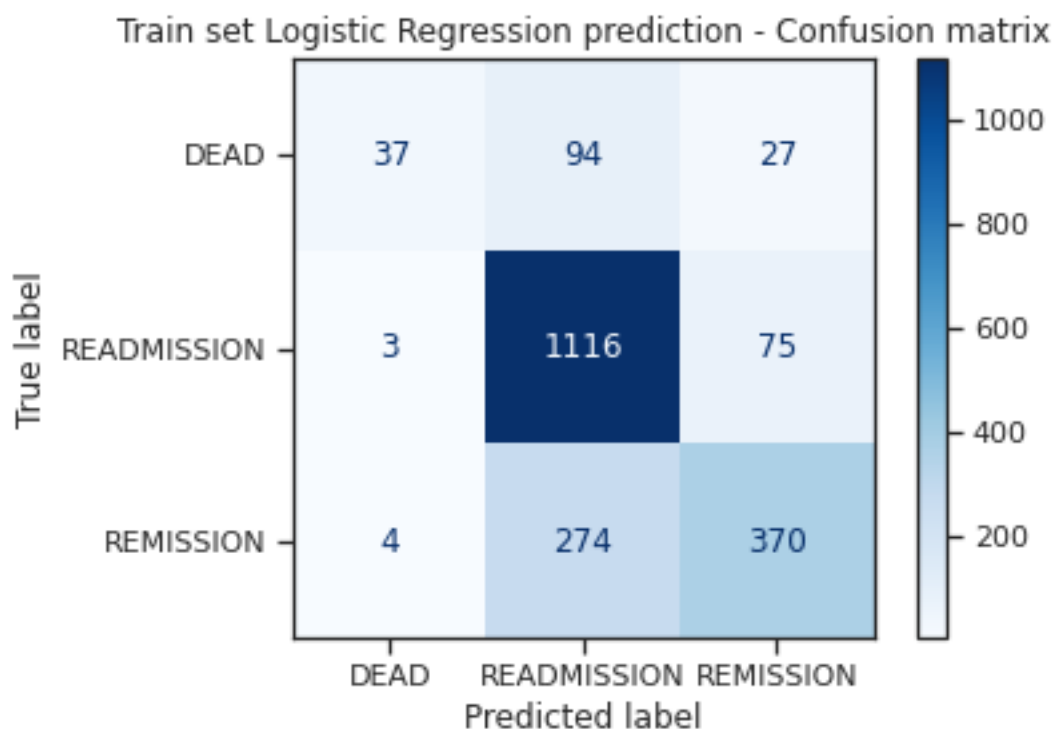 Train set Logistic Regression prediction - Confusion matrix
True label
DEAD 37 94 27
READMISSION 3 1116 75
REMISSION 4 274 370
DEAD READMISSION REMISSION
Predicted label
1000
800
600
400
200